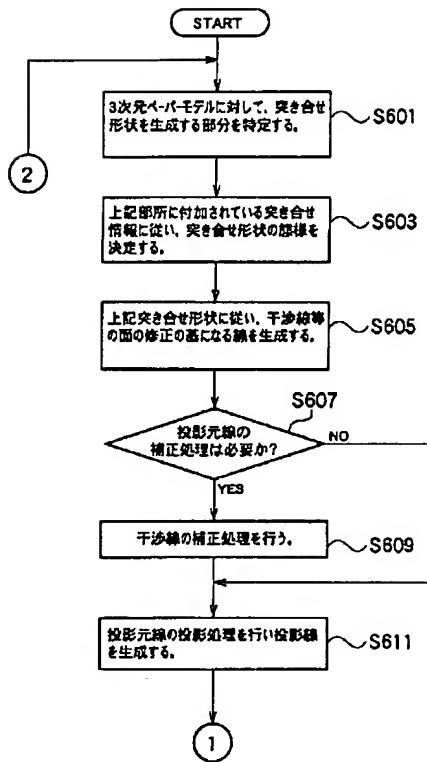 START
3次元ペーパーモデルに対して、突き合せ
形状を生成する部分を特定する。
S601
2
上記部所に付加されている突き合せ
情報に従い、突き合せ形状の態様を
決定する。
S603
上記突き合せ形状に従い、干渉線等
の面の修正の基になる線を生成する。
S605
S607
投影元線の
補正処理は必要か?
NO
YES
干渉線の補正処理を行う。
S609
投影元線の投影処理を行い投影線
を生成する。
S611
1